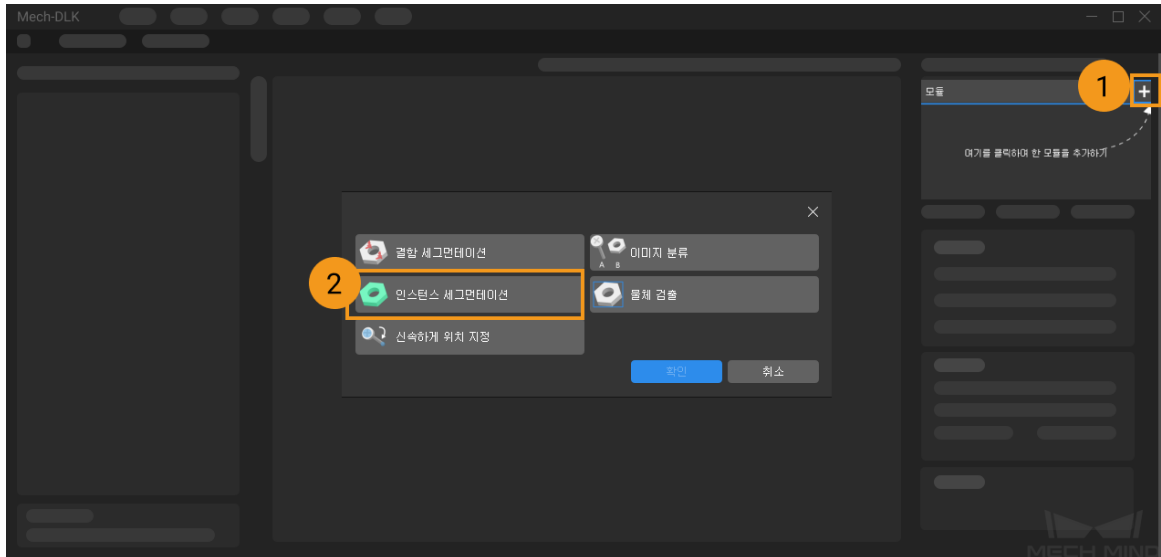 Mech-DLK
1
모듈
여기를 클릭하여 한 모듈을 추가하기
결함 세그먼테이션
이미지 분류
A B
2
인스턴스 세그먼테이션
물체 검출
신속하게 위치 지정
확인
취소
MECH MIND